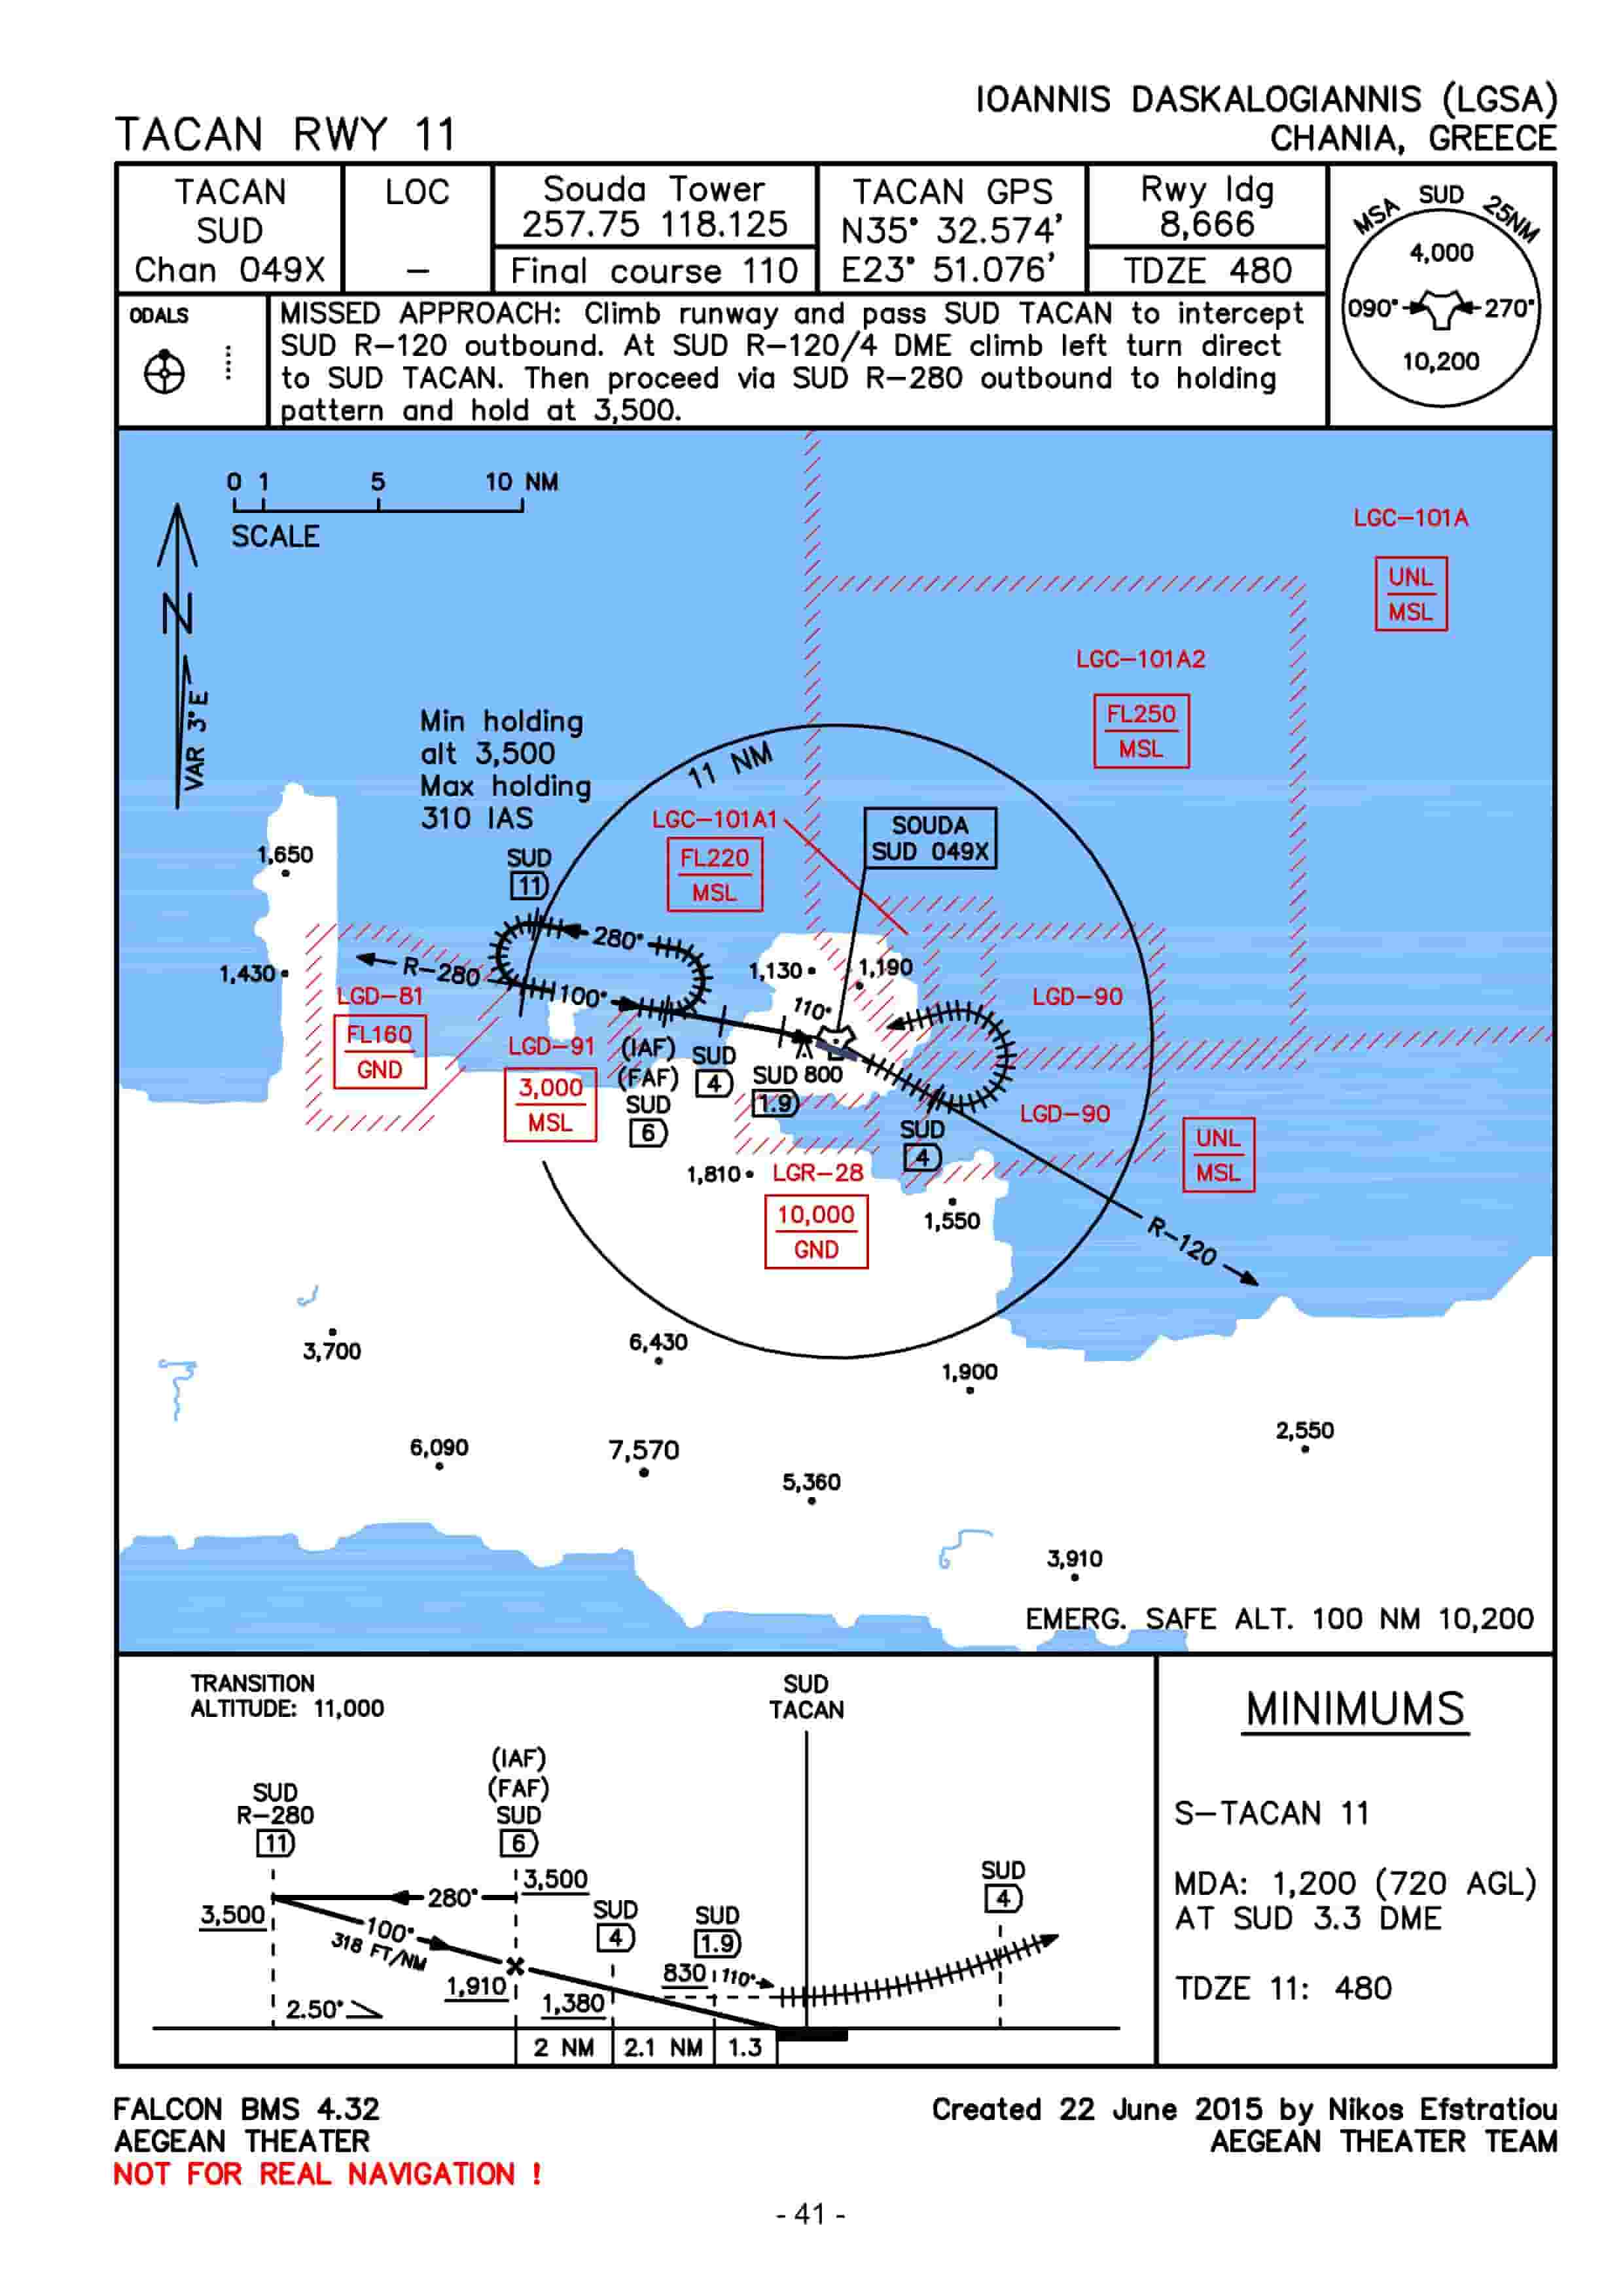 IOANNIS DASKALOGIANNIS (LGSA)
TACAN RWY 11
CHANIA, GREECE
TACAN
SUD
Chan 049X
LOC
–
Souda Tower
257.75 118.125
Final course 110
TACAN GPS
N35° 32.574'
E23° 51.076'
Rwy ldg
8,666
TDZE 480
MSA SUD 25NM
4,000
090°
270°
10,200
ODALS
MISSED APPROACH: Climb runway and pass SUD TACAN to intercept
SUD R–120 outbound. At SUD R–120/4 DME climb left turn direct
to SUD TACAN. Then proceed via SUD R–280 outbound to holding
pattern and hold at 3,500.
0 1 5 10 NM
SCALE
N
VAR 3°E
LGC–101A
UNL
MSL
LGC–101A2
FL250
MSL
Min holding
alt 3,500
Max holding
310 IAS
11 NM
LGC–101A1
FL220
MSL
SOUDA
SUD 049X
1,650
SUD
11
280°
R–280
100°
1,430
1,130
1,190
110°
LGD–81
FL160
GND
LGD–90
LGD–91
3,000
MSL
(IAF)
(FAF)
SUD
6
SUD
4
SUD 800
1.9
LGD–90
SUD
4
UNL
MSL
1,810
LGR–28
10,000
GND
1,550
R–120
3,700
6,430
1,900
2,550
6,090
7,570
5,360
3,910
EMERG. SAFE ALT. 100 NM 10,200
TRANSITION
ALTITUDE: 11,000
SUD
TACAN
(IAF)
(FAF)
SUD
6
SUD
R–280
11
3,500
280°
3,500
100°
318 FT/NM
SUD
4
SUD
1.9
SUD
4
1,910
1,380
830
110°
2.50°
2 NM
2.1 NM
1.3
MINIMUMS
S–TACAN 11
MDA: 1,200 (720 AGL)
AT SUD 3.3 DME
TDZE 11: 480
FALCON BMS 4.32
AEGEAN THEATER
NOT FOR REAL NAVIGATION !
Created 22 June 2015 by Nikos Efstratiou
AEGEAN THEATER TEAM
- 41 -